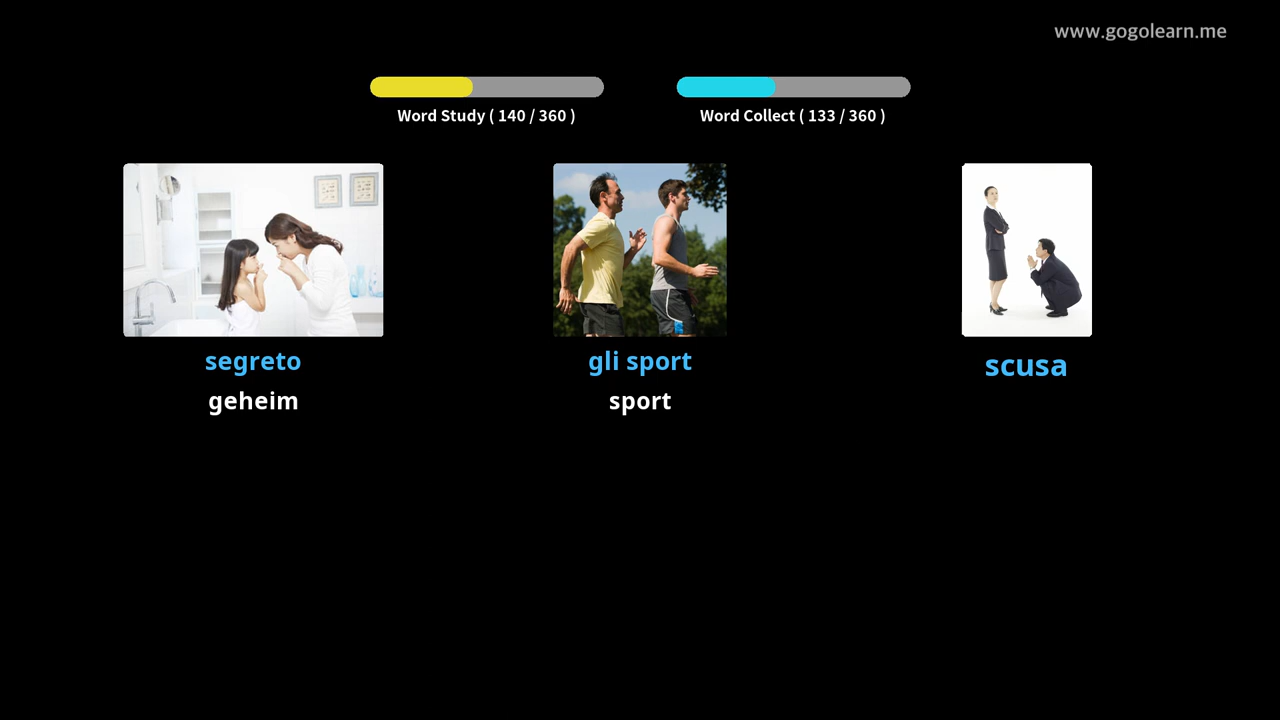 www.gogolearn.me
Word Study ( 140 / 360 )
Word Collect ( 133 / 360 )
segreto
geheim
gli sport
sport
scusa